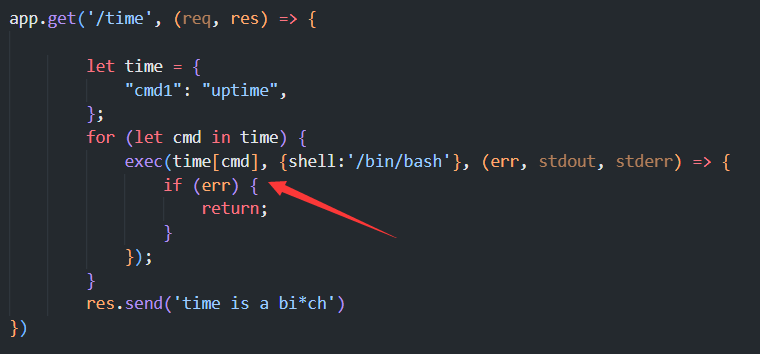 app.get('/time', (req, res) => {
let time = {
"cmd1": "uptime",
};
for (let cmd in time) {
exec(time[cmd], {shell:'/bin/bash'}, (err, stdout, stderr) => {
if (err) {
return;
}
});
}
res.send('time is a bi*ch')
})